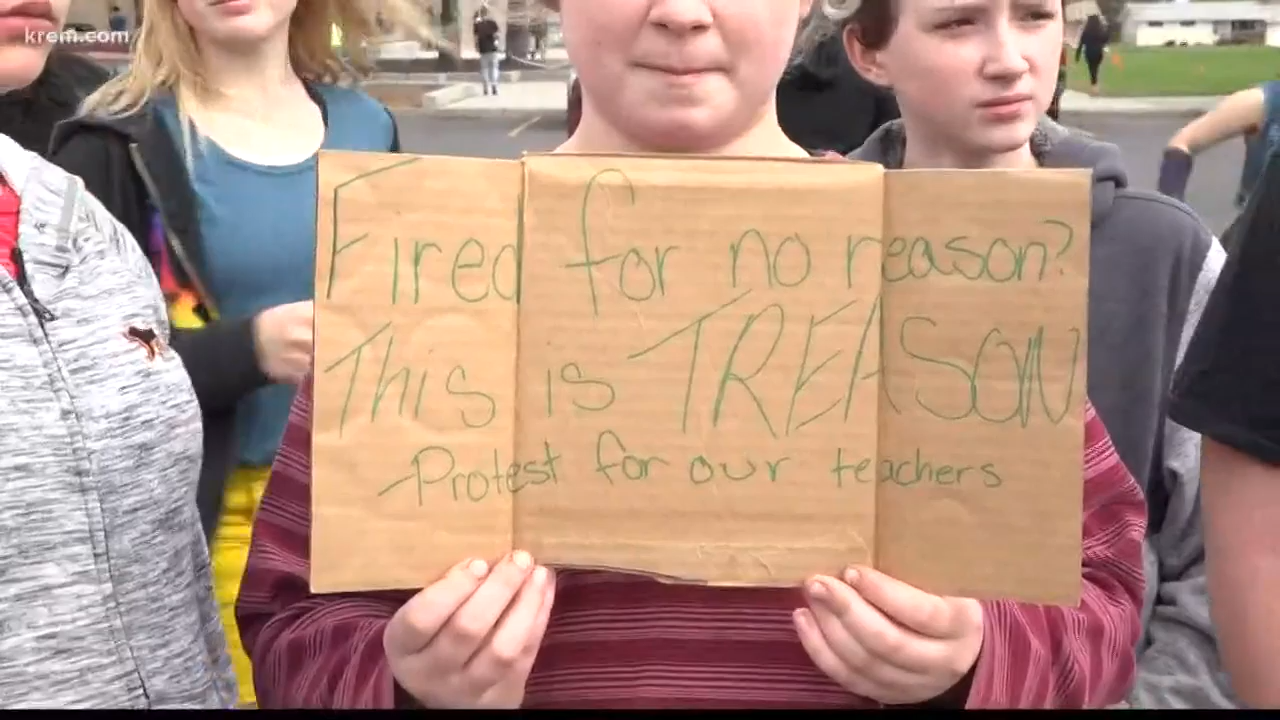 krem.com
Fired for no reason?
This is TREASON
-Protest for our teachers